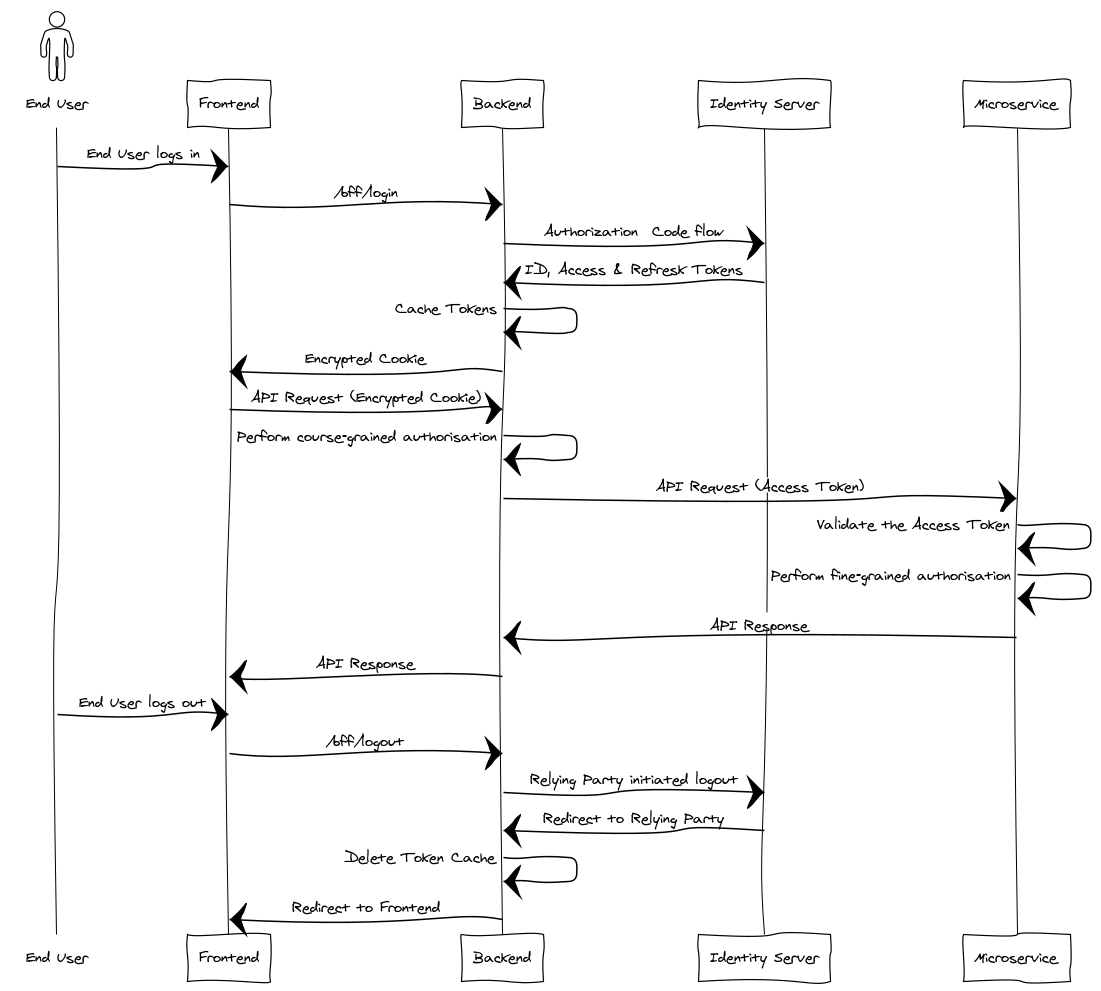 End User
Frontend
Backend
Identity Server
Microservice
End User logs in
/bff/login
Authorization Code flow
ID, Access & Refresk Tokens
Cache Tokens
Encrypted Cookie
API Request (Encrypted Cookie)
Perform course-grained authorisation
API Request (Access Token)
Validate the Access Token
Perform fine-grained authorisation
API Response
API Response
End User logs out
/bff/logout
Relying Party initiated logout
Redirect to Relying Party
Delete Token Cache
Redirect to Frontend
End User
Frontend
Backend
Identity Server
Microservice